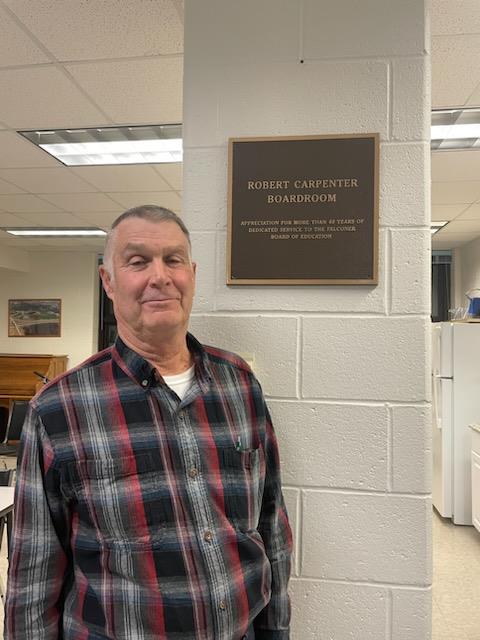 ROBERT CARPENTER
BOARDROOM
APPRECIATION FOR MORE THAN 40 YEARS OF
DEDICATED SERVICE TO THE FALCONER
BOARD OF EDUCATION